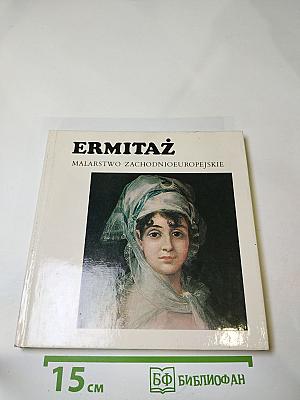 ERMITAŻ
MALARSTWO ZACHODNIOEUROPEJSKIE
15 см
БФ БИБЛИОФАН